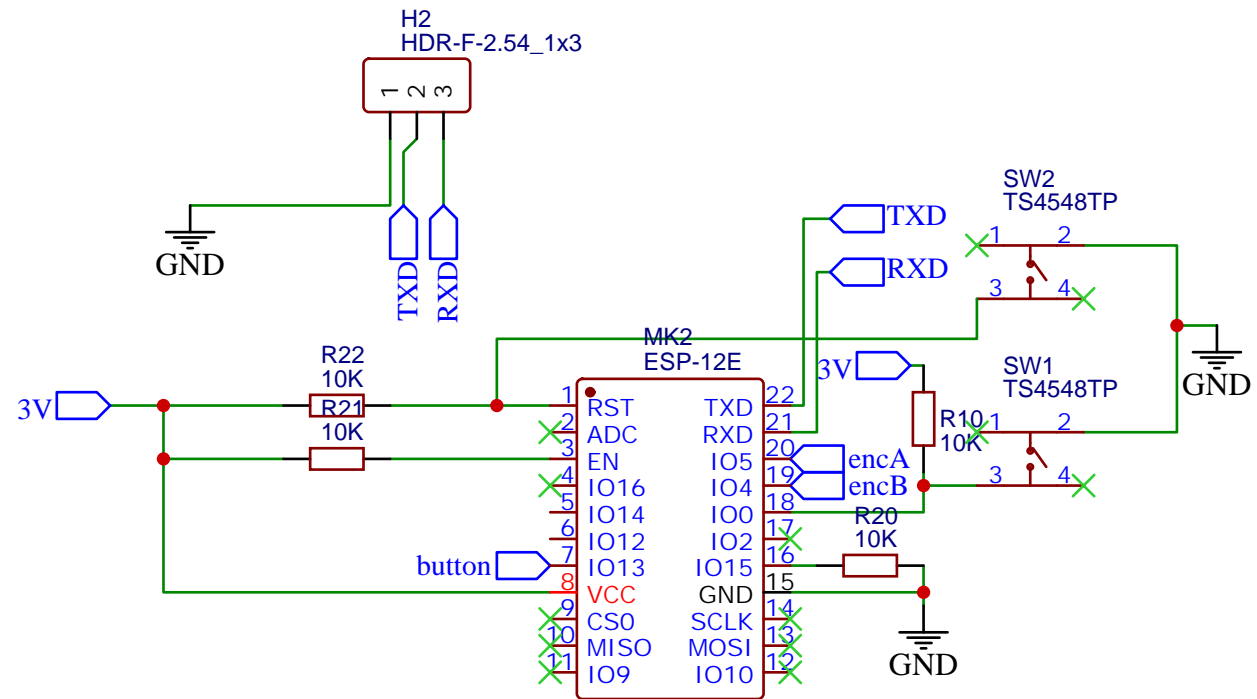 H2
HDR-F-2.54_1x3
1 2 3
GND
TXD
RXD
TXD
RXD
SW2
TS4548TP
1 2
3 4
GND
MK2
ESP-12E
3V
R10
10K
SW1
TS4548TP
1 2
3 4
3V
R22
10K
R21
10K
1 RST TXD 22
2 ADC RXD 21
3 EN IO5 20 encA
4 IO16 IO4 19 encB
5 IO14 IO0 18
6 IO12 IO2 17
button 7 IO13 IO15 16
R20
10K
8 VCC GND 15
9 CS0 SCLK 14
10 MISO MOSI 13
11 IO9 IO10 12
GND